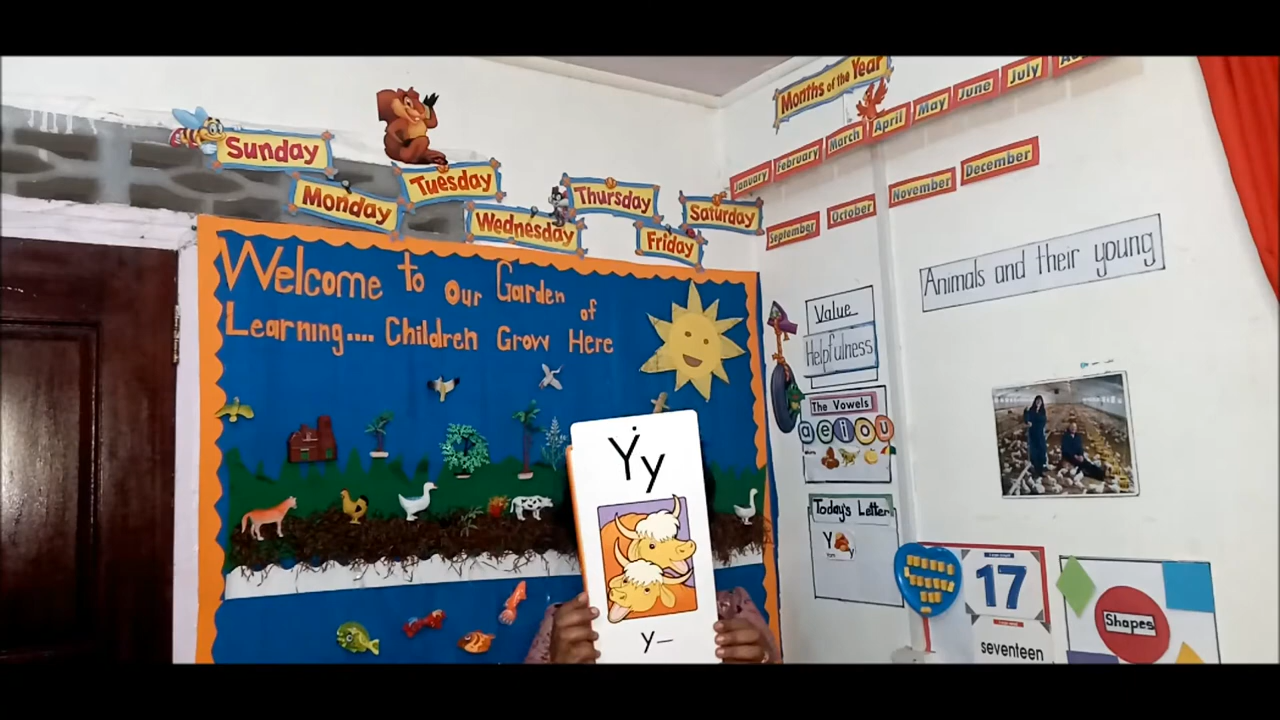 Sunday
Monday
Tuesday
Wednesday
Thursday
Friday
Saturday
Months of the Year
January
February
March
April
May
June
July
September
October
November
December
Welcome to Our Garden of
Learning.... Children Grow Here
Animals and their young
Value
Helpfulness
The Vowels
a e i o u
Today's Letter
Yy
Yy
y–
17
seventeen
Shapes